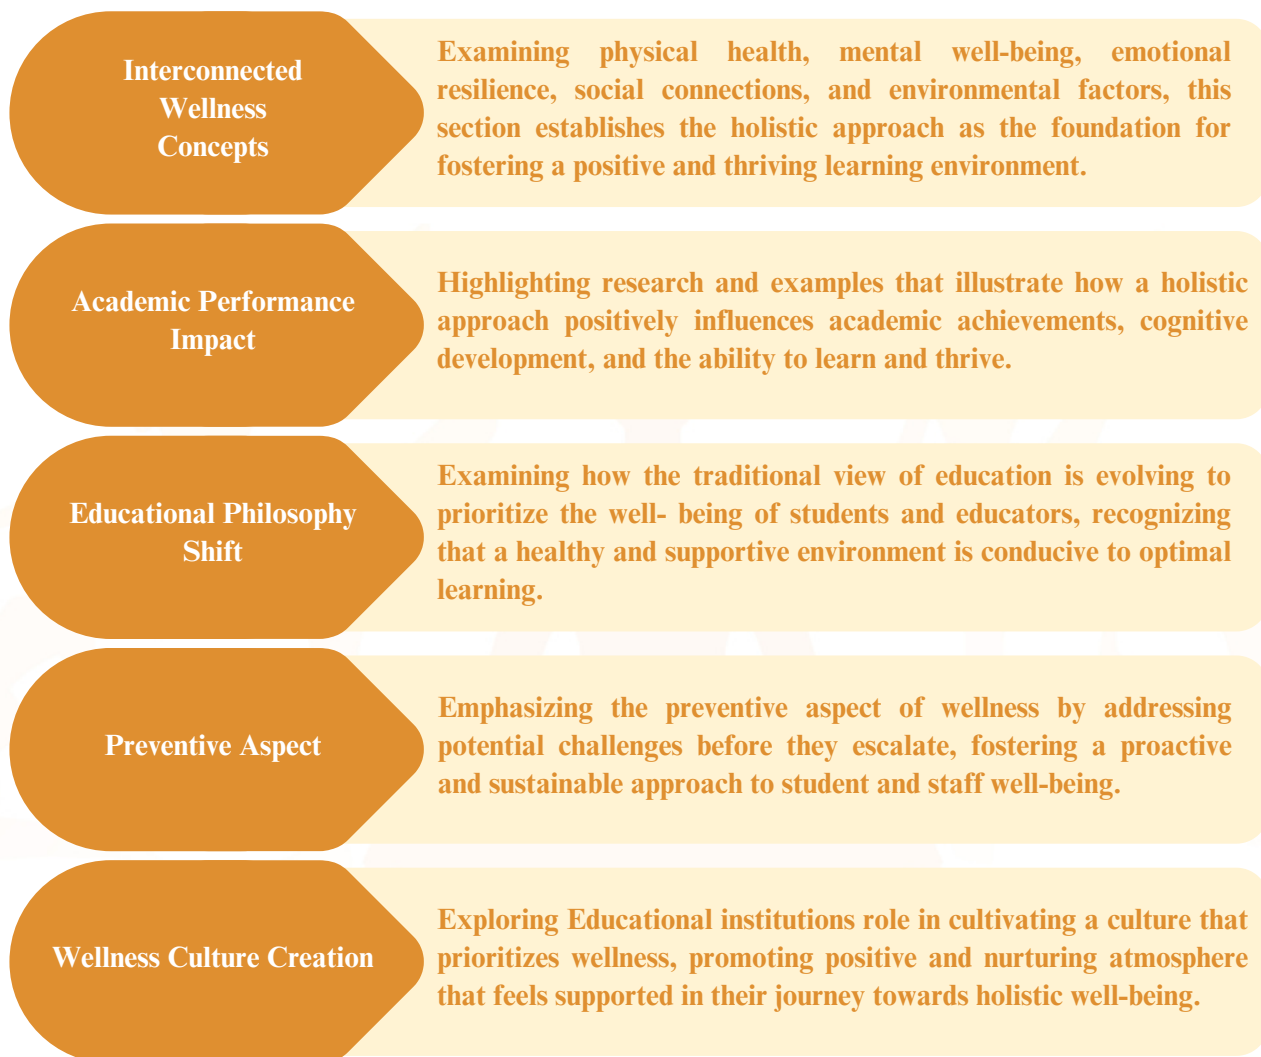 Interconnected
Wellness
Concepts
Examining physical health, mental well-being, emotional
resilience, social connections, and environmental factors, this
section establishes the holistic approach as the foundation for
fostering a positive and thriving learning environment.
Academic Performance
Impact
Highlighting research and examples that illustrate how a holistic
approach positively influences academic achievements, cognitive
development, and the ability to learn and thrive.
Educational Philosophy
Shift
Examining how the traditional view of education is evolving to
prioritize the well- being of students and educators, recognizing
that a healthy and supportive environment is conducive to optimal
learning.
Preventive Aspect
Emphasizing the preventive aspect of wellness by addressing
potential challenges before they escalate, fostering a proactive
and sustainable approach to student and staff well-being.
Wellness Culture Creation
Exploring Educational institutions role in cultivating a culture that
prioritizes wellness, promoting positive and nurturing atmosphere
that feels supported in their journey towards holistic well-being.